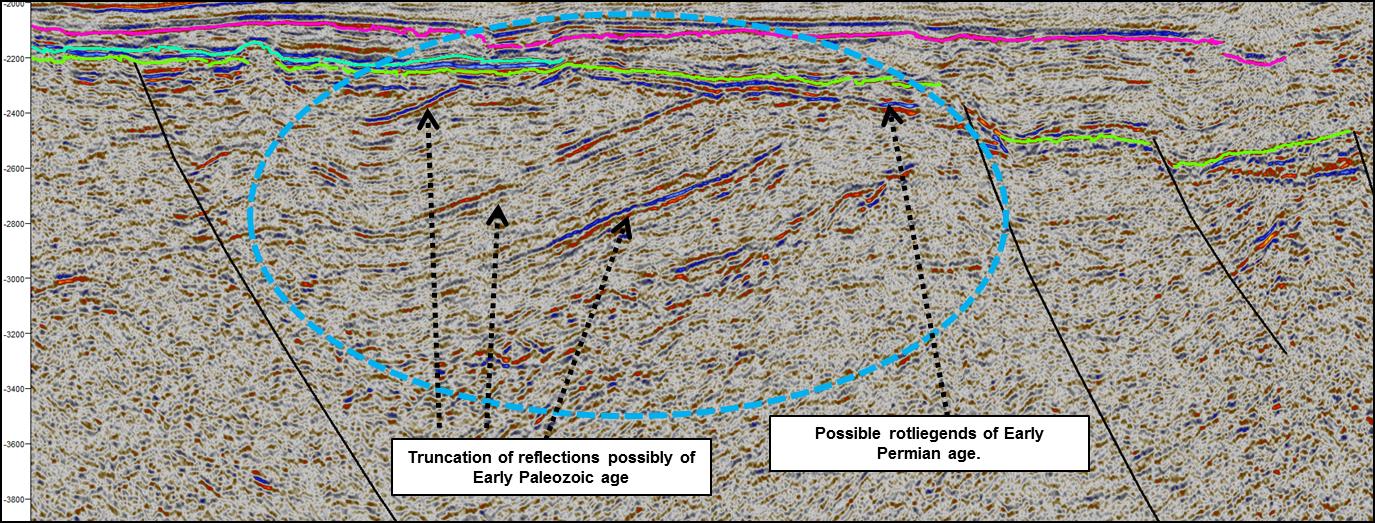 -2000
-2200
-2400
-2600
-2800
-3000
-3200
-3400
-3600
-3800
Truncation of reflections possibly of
Early Paleozoic age
Possible rotliegends of Early
Permian age.